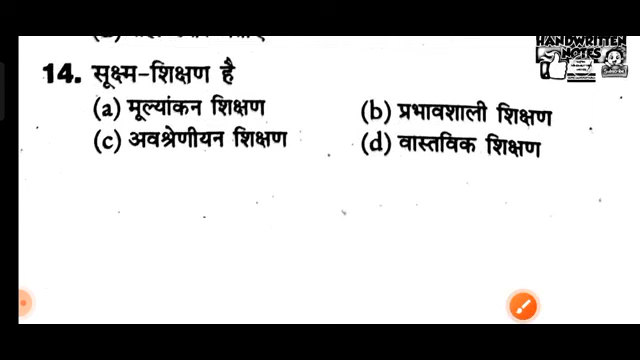 HANDWRITTEN
NOTES
14. सूक्ष्म-शिक्षण है
(a) मूल्यांकन शिक्षण (b) प्रभावशाली शिक्षण
(c) अवश्रेणीयन शिक्षण (d) वास्तविक शिक्षण